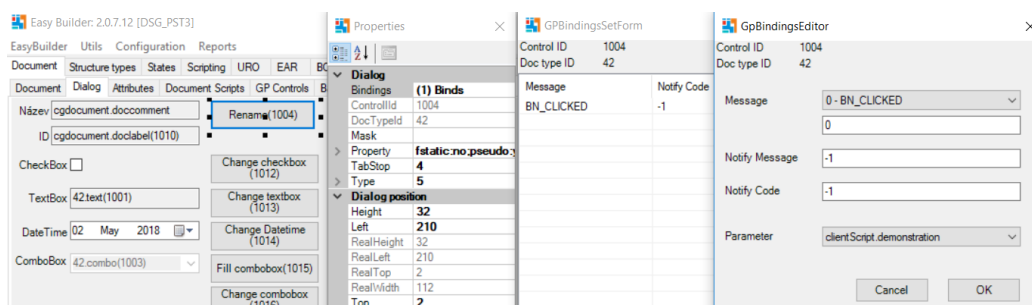 Easy Builder: 2.0.7.12 [DSG_PST3]
EasyBuilder Utils Configuration Reports
Document Structure types States Scripting URO EAR
Document Dialog Attributes Document Scripts GP Controls
Název cgdocument.doccomment
Rename(1004)
ID cgdocument.doclabel(1010)
CheckBox
Change checkbox
(1012)
TextBox 42.text(1001)
Change textbox
(1013)
DateTime 02 May 2018
Change Datetime
(1014)
ComboBox 42.combo(1003)
Fill combobox(1015)
Change combobox
(1016)
Properties
Dialog
Bindings (1) Binds
ControlId 1004
DocTypeId 42
Mask
Property fstatic:no;pseudo:
TabStop 4
Type 5
Dialog position
Height 32
Left 210
RealHeight 32
RealLeft 210
RealTop 2
RealWidth 112
Top 2
GPBindingsSetForm
Control ID 1004
Doc type ID 42
Message Notify Code
BN_CLICKED -1
GpBindingsEditor
Control ID 1004
Doc type ID 42
Message 0 - BN_CLICKED
0
Notify Message -1
Notify Code -1
Parameter clientScript.demonstration
Cancel OK